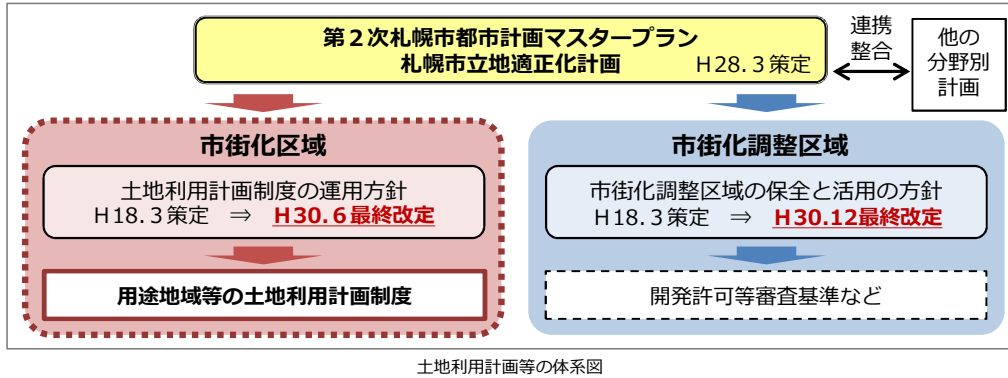 第２次札幌市都市計画マスタープラン
札幌市立地適正化計画　Ｈ28.３策定
連携
整合
他の
分野別
計画
市街化区域
土地利用計画制度の運用方針
Ｈ18.３策定　⇒　Ｈ30.６最終改定
用途地域等の土地利用計画制度
市街化調整区域
市街化調整区域の保全と活用の方針
Ｈ18.３策定　⇒　Ｈ30.12最終改定
開発許可等審査基準など
土地利用計画等の体系図